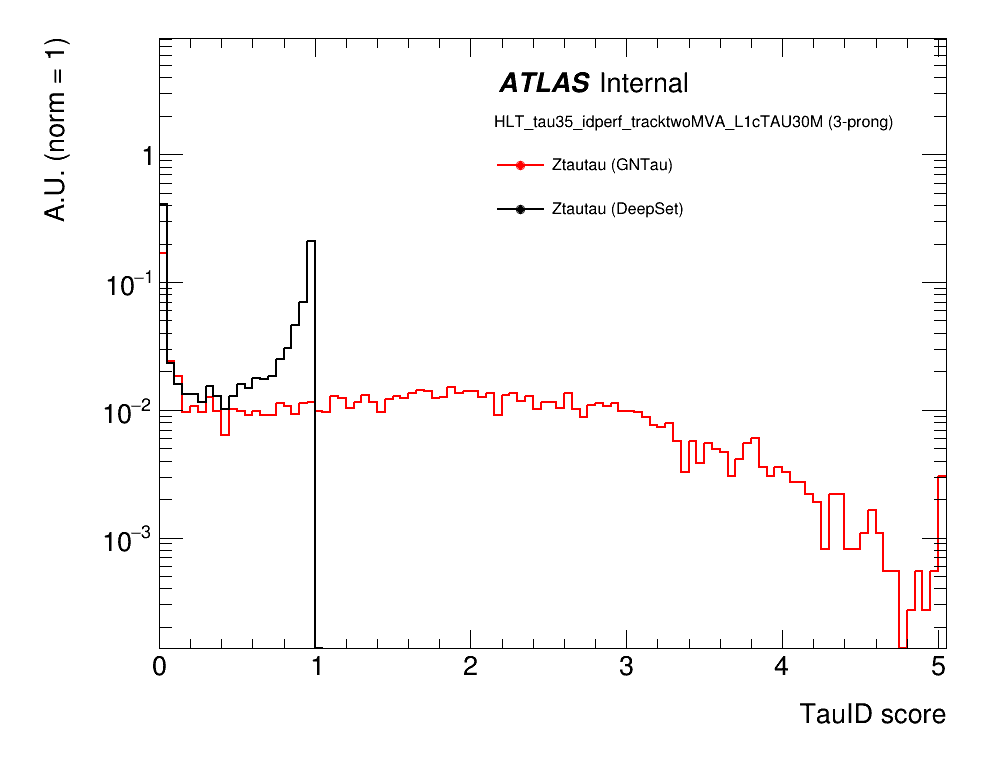 A.U. (norm = 1)
ATLAS Internal
HLT_tau35_idperf_tracktwoMVA_L1cTAU30M (3-prong)
Ztautau (GNTau)
Ztautau (DeepSet)
1
10⁻¹
10⁻²
10⁻³
0 1 2 3 4 5
TauID score